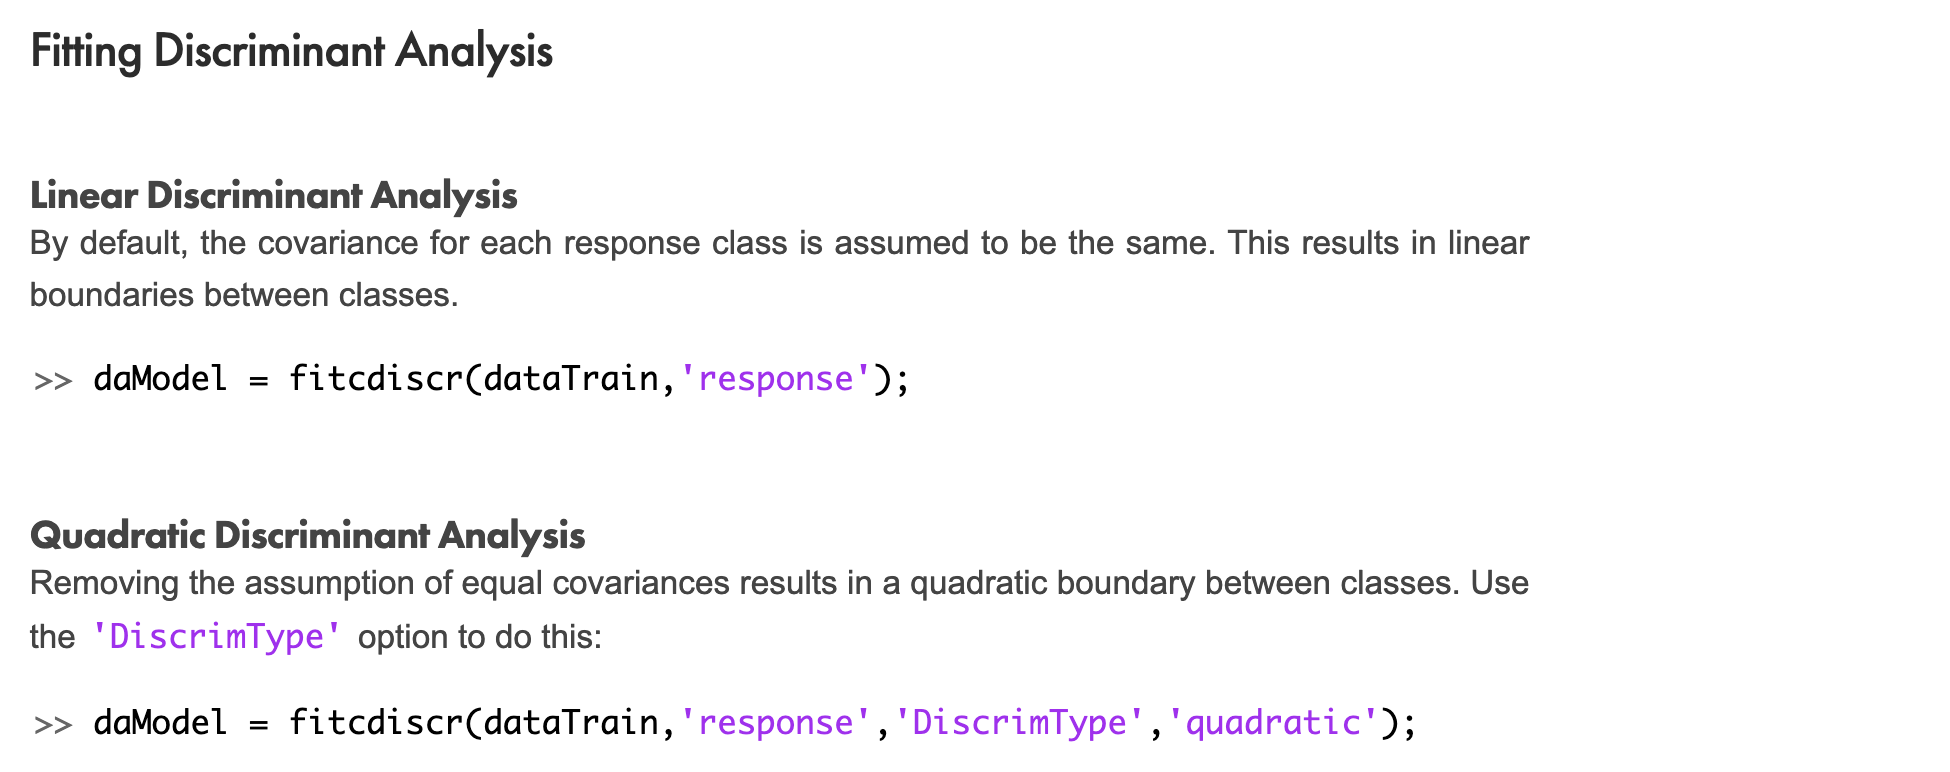 Fitting Discriminant Analysis
Linear Discriminant Analysis
By default, the covariance for each response class is assumed to be the same. This results in linear
boundaries between classes.
>> daModel = fitcdiscr(dataTrain,'response');
Quadratic Discriminant Analysis
Removing the assumption of equal covariances results in a quadratic boundary between classes. Use
the 'DiscrimType' option to do this:
>> daModel = fitcdiscr(dataTrain,'response','DiscrimType','quadratic');